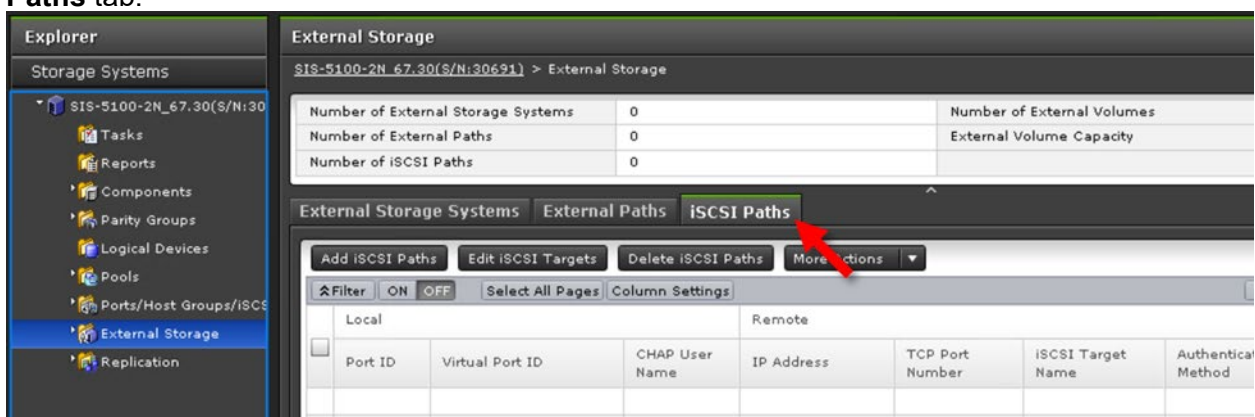 Paths tab.
Explorer
Storage Systems
SIS-5100-2N_67.30(S/N:30
Tasks
Reports
Components
Parity Groups
Logical Devices
Pools
Ports/Host Groups/iSCS
External Storage
Replication
External Storage
SIS-5100-2N_67.30(S/N:30691) > External Storage
Number of External Storage Systems 0 Number of External Volumes
Number of External Paths 0 External Volume Capacity
Number of iSCSI Paths 0
External Storage Systems External Paths iSCSI Paths
Add iSCSI Paths Edit iSCSI Targets Delete iSCSI Paths More Actions
Filter ON OFF Select All Pages Column Settings
Local Remote
Port ID Virtual Port ID CHAP User Name IP Address TCP Port Number iSCSI Target Name Authenticat Method